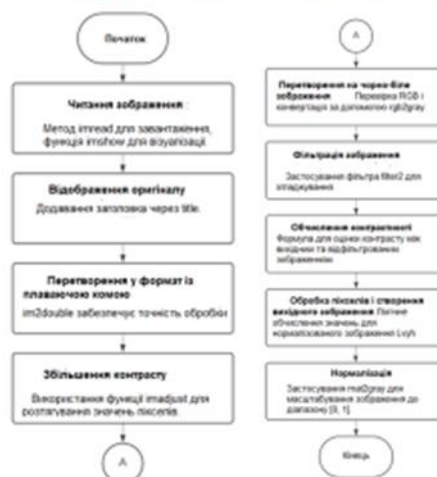 Початок
Читання зображення
Метод imread для завантаження,
функція imshow для візуалізації.
Відображення оригіналу
Додавання заголовка через title.
Перетворення у формат із
плаваючою комою
im2double забезпечує точність обробки
Збільшення контрасту
Використання функції imadjust для
розтягування значень пікселів.
A
A
Перетворення на чорно-біле
зображення Перевірка RGB і
конвертація за допомогою rgb2gray
Фільтрація зображення
Застосування фільтра filter2 для
згладжування
Обчислення контрастності
Формула для оцінки контрасту між
вхідним та відфільтрованим
зображенням
Обробка пікселів і створення
вихідного зображення Логічне
обчислення значень для
нормалізованого зображення Lvyh
Нормалізація
Застосування mat2gray для
масштабування зображення до
діапазону [0, 1].
Кінець